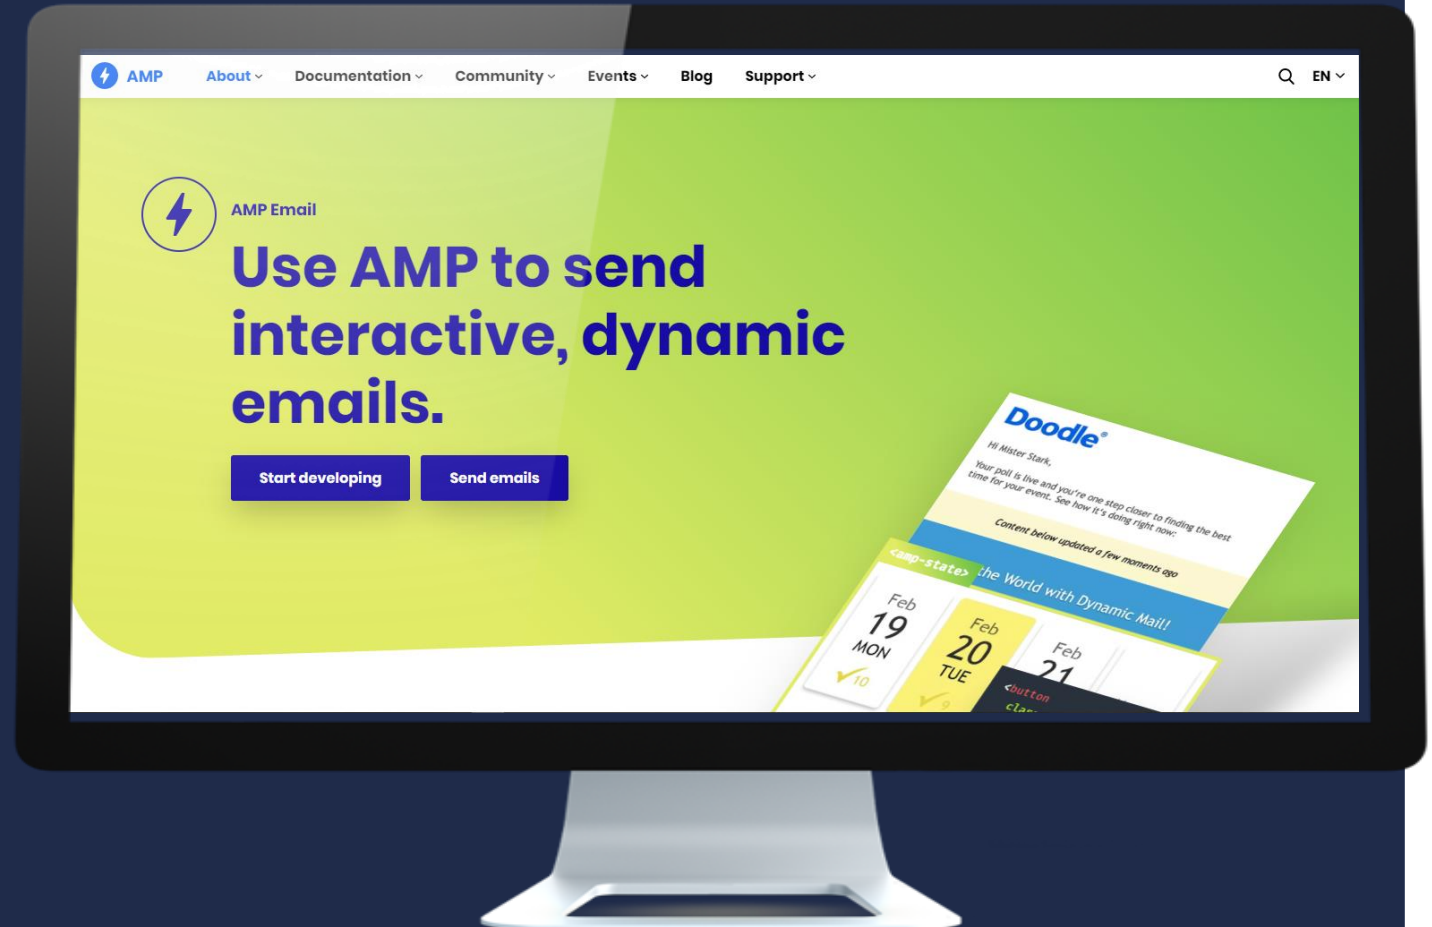 AMP About Documentation Community Events Blog Support EN
AMP Email
Use AMP to send
interactive, dynamic
emails.
Start developing Send emails
Doodle®
Hi Mister Stark,
Your poll is live and you're one step closer to finding the best
time for your event. See how it's doing right now:
Content below updated a few moments ago
<amp-state> the World with Dynamic Mail!
Feb Feb Feb
19 20 21
MON TUE
10 9
<button